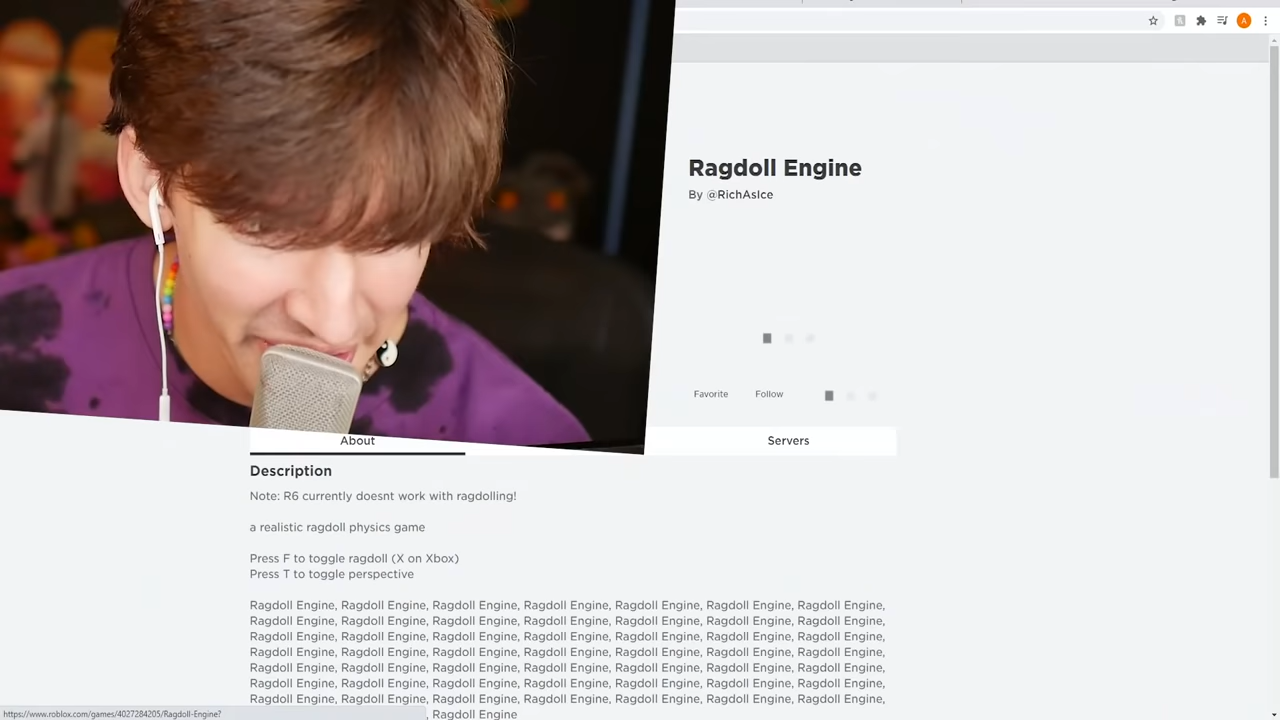 Ragdoll Engine
By @RichAsIce
Favorite
Follow
About
Servers
Description
Note: R6 currently doesnt work with ragdolling!
a realistic ragdoll physics game
Press F to toggle ragdoll (X on Xbox)
Press T to toggle perspective
Ragdoll Engine, Ragdoll Engine, Ragdoll Engine, Ragdoll Engine, Ragdoll Engine, Ragdoll Engine, Ragdoll Engine,
Ragdoll Engine, Ragdoll Engine, Ragdoll Engine, Ragdoll Engine, Ragdoll Engine, Ragdoll Engine, Ragdoll Engine,
Ragdoll Engine, Ragdoll Engine, Ragdoll Engine, Ragdoll Engine, Ragdoll Engine, Ragdoll Engine, Ragdoll Engine,
Ragdoll Engine, Ragdoll Engine, Ragdoll Engine, Ragdoll Engine, Ragdoll Engine, Ragdoll Engine, Ragdoll Engine,
Ragdoll Engine, Ragdoll Engine, Ragdoll Engine, Ragdoll Engine, Ragdoll Engine, Ragdoll Engine, Ragdoll Engine,
Ragdoll Engine, Ragdoll Engine, Ragdoll Engine, Ragdoll Engine, Ragdoll Engine, Ragdoll Engine, Ragdoll Engine,
Ragdoll Engine, Ragdoll Engine, Ragdoll Engine, Ragdoll Engine, Ragdoll Engine, Ragdoll Engine, Ragdoll Engine,
, Ragdoll Engine
https://www.roblox.com/games/4027284205/Ragdoll-Engine?
A